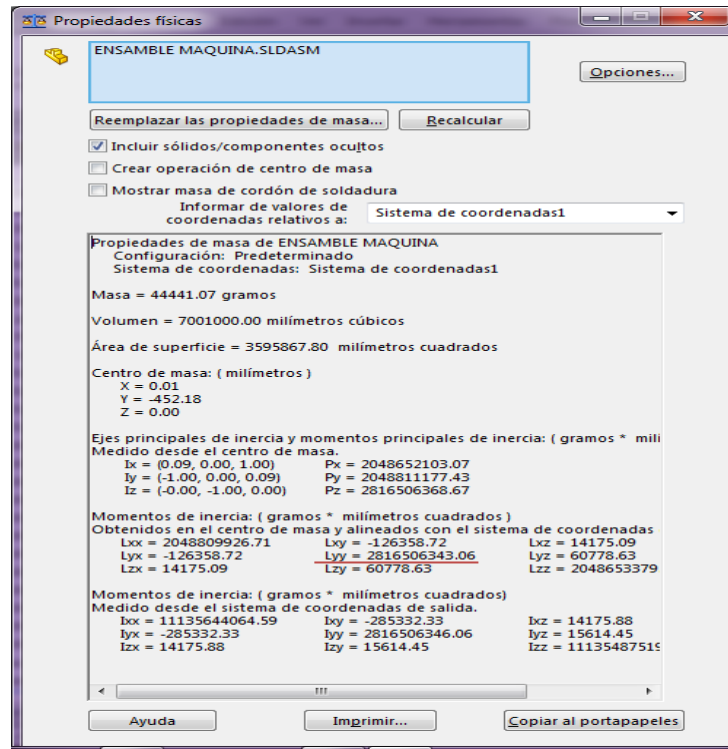 Propiedades físicas
ENSAMBLE MAQUINA.SLDASM
Opciones...
Reemplazar las propiedades de masa... Recalcular
Incluir sólidos/componentes ocultos
Crear operación de centro de masa
Mostrar masa de cordón de soldadura
Informar de valores de
coordenadas relativos a: Sistema de coordenadas1
Propiedades de masa de ENSAMBLE MAQUINA
Configuración: Predeterminado
Sistema de coordenadas: Sistema de coordenadas1
Masa = 44441.07 gramos
Volumen = 7001000.00 milímetros cúbicos
Área de superficie = 3595867.80 milímetros cuadrados
Centro de masa: ( milímetros )
X = 0.01
Y = -452.18
Z = 0.00
Ejes principales de inercia y momentos principales de inercia: ( gramos * mili
Medido desde el centro de masa.
Ix = (0.09, 0.00, 1.00) Px = 2048652103.07
Iy = (-1.00, 0.00, 0.09) Py = 2048811177.43
Iz = (-0.00, -1.00, 0.00) Pz = 2816506368.67
Momentos de inercia: ( gramos * milímetros cuadrados )
Obtenidos en el centro de masa y alineados con el sistema de coordenadas
Lxx = 2048809926.71 Lxy = -126358.72 Lxz = 14175.09
Lyx = -126358.72 Lyy = 2816506343.06 Lyz = 60778.63
Lzx = 14175.09 Lzy = 60778.63 Lzz = 2048653379
Momentos de inercia: ( gramos * milímetros cuadrados)
Medido desde el sistema de coordenadas de salida.
Ixx = 11135644064.59 Ixy = -285332.33 Ixz = 14175.88
Iyx = -285332.33 Iyy = 2816506346.06 Iyz = 15614.45
Izx = 14175.88 Izy = 15614.45 Izz = 11135487519
Ayuda Imprimir... Copiar al portapapeles